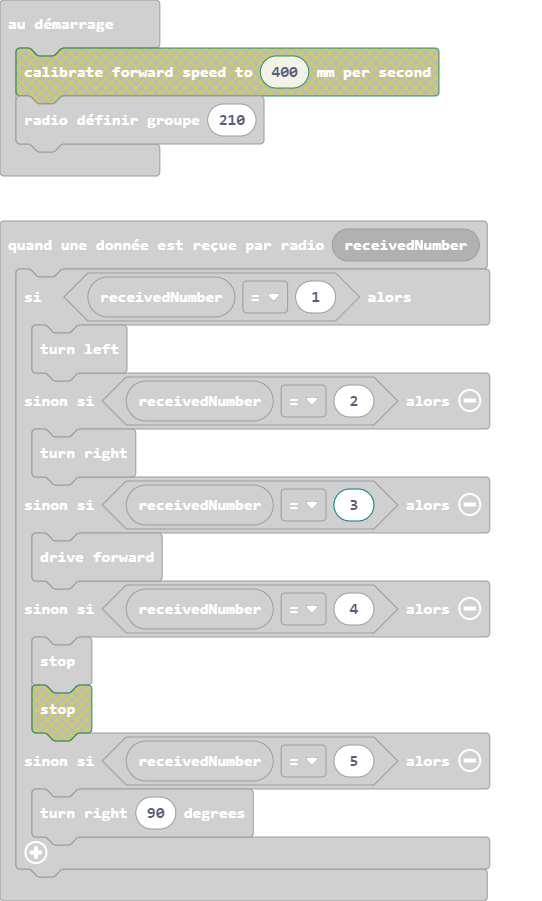 au démarrage
calibrate forward speed to 400 mm per second
radio définir groupe 210
quand une donnée est reçue par radio receivedNumber
si receivedNumber = 1 alors
turn left
sinon si receivedNumber = 2 alors
turn right
sinon si receivedNumber = 3 alors
drive forward
sinon si receivedNumber = 4 alors
stop
stop
sinon si receivedNumber = 5 alors
turn right 90 degrees